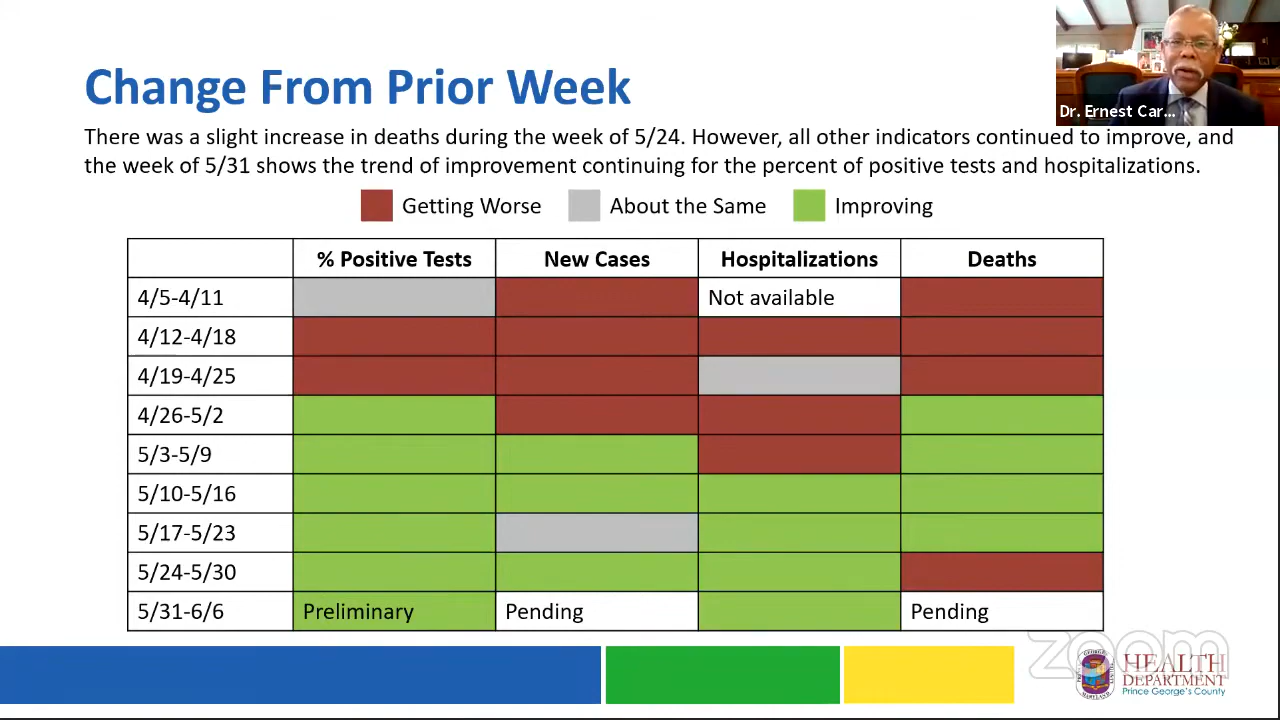 Change From Prior Week
Dr. Ernest Car...
There was a slight increase in deaths during the week of 5/24. However, all other indicators continued to improve, and
the week of 5/31 shows the trend of improvement continuing for the percent of positive tests and hospitalizations.
Getting Worse About the Same Improving
% Positive Tests New Cases Hospitalizations Deaths
4/5-4/11 Not available
4/12-4/18
4/19-4/25
4/26-5/2
5/3-5/9
5/10-5/16
5/17-5/23
5/24-5/30
5/31-6/6 Preliminary Pending Pending
zoom
HEALTH
DEPARTMENT
Prince George's County